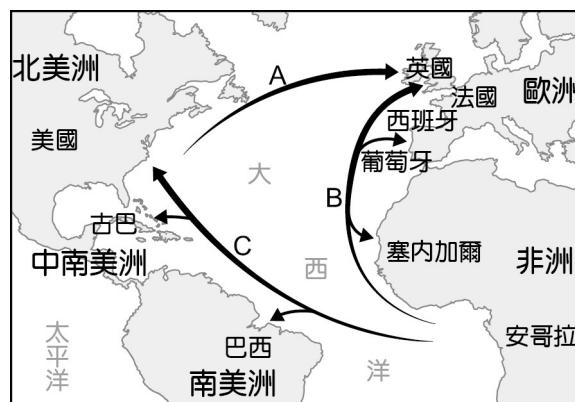 北美洲
美國
A
英國
法國
歐洲
西班牙
葡萄牙
大
B
古巴
C
中南美洲
西
塞内加爾
非洲
太平洋
巴西
南美洲
洋
安哥拉